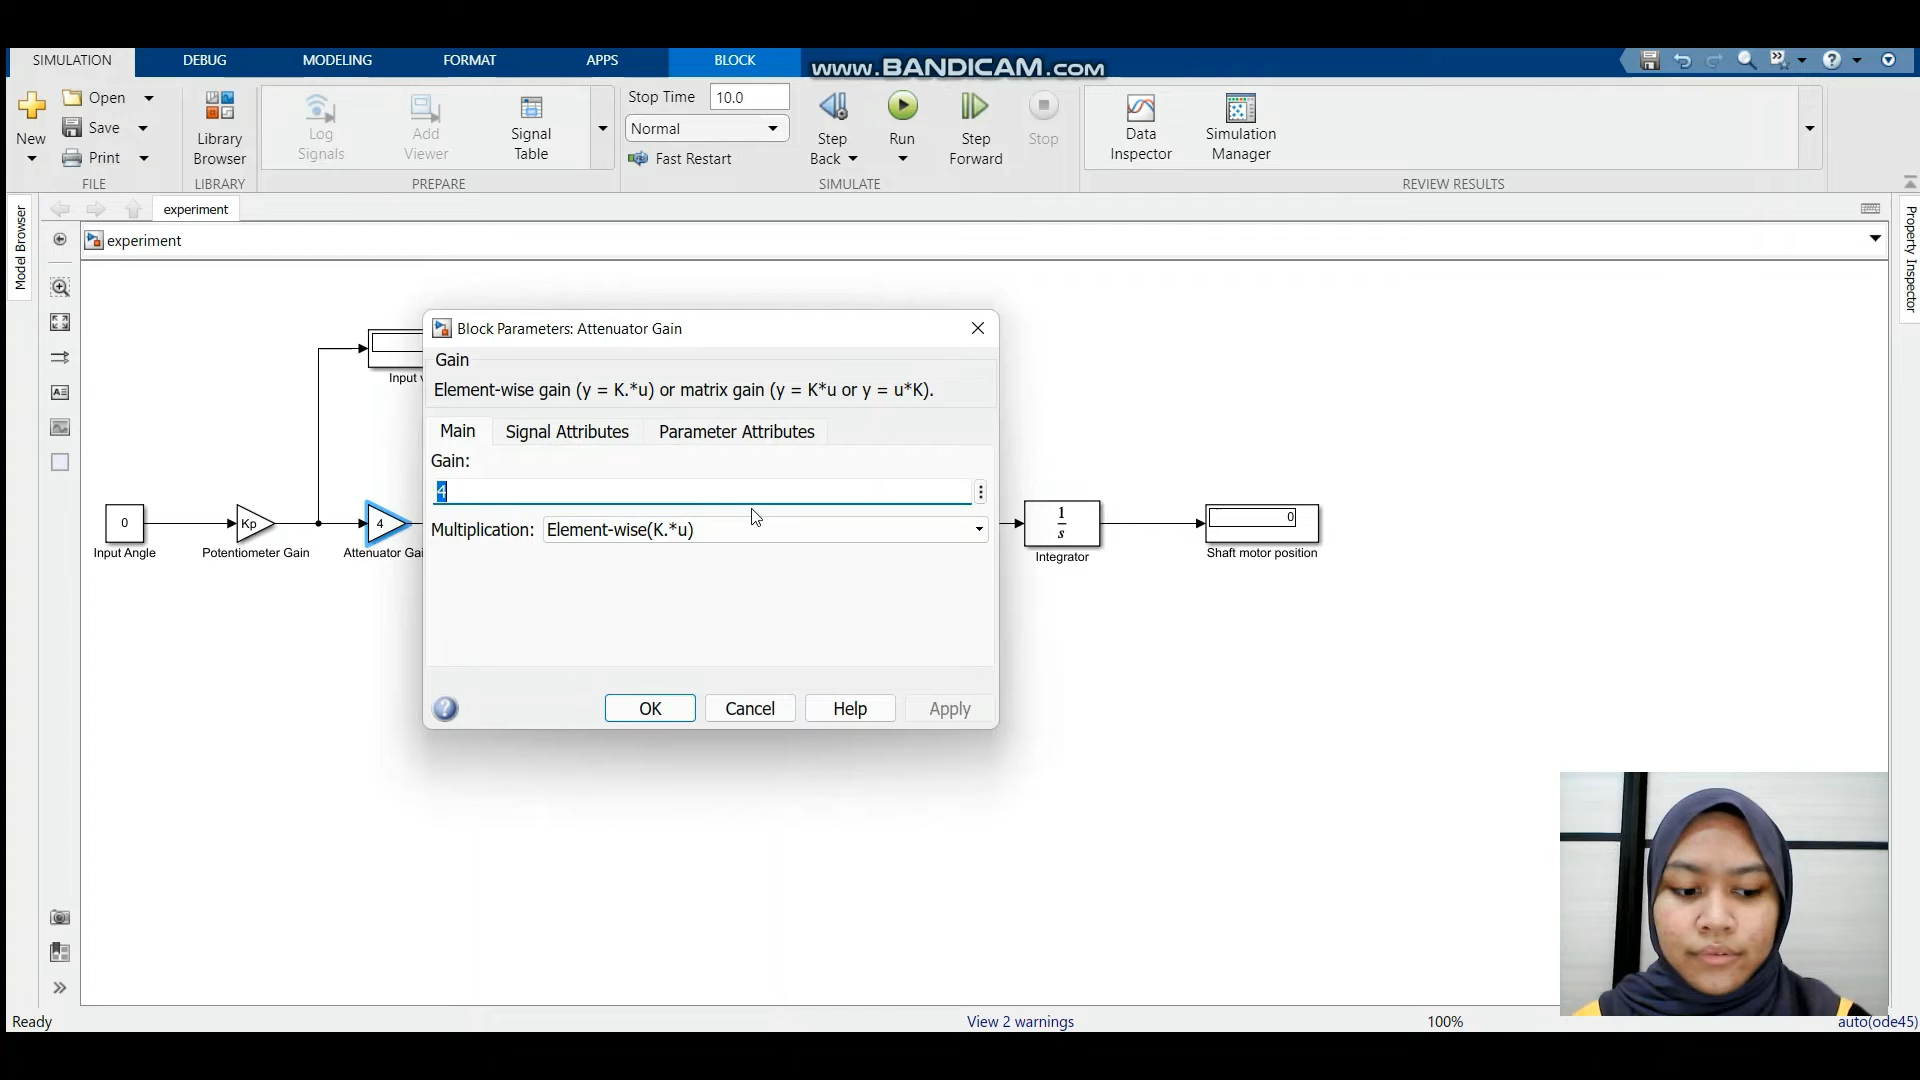 SIMULATION
DEBUG
MODELING
FORMAT
APPS
BLOCK
www.BANDICAM.com
New
Open
Save
Print
FILE
Library
Browser
LIBRARY
Log
Signals
Add
Viewer
Signal
Table
PREPARE
Stop Time
10.0
Normal
Fast Restart
Step
Back
Run
Step
Forward
Stop
SIMULATE
Data
Inspector
Simulation
Manager
REVIEW RESULTS
Model Browser
Property Inspector
experiment
experiment
Block Parameters: Attenuator Gain
Gain
Element-wise gain (y = K.*u) or matrix gain (y = K*u or y = u*K).
Main
Signal Attributes
Parameter Attributes
Gain:
4
Multiplication:
Element-wise(K.*u)
OK
Cancel
Help
Apply
Input v
0
Input Angle
Kp
Potentiometer Gain
4
Attenuator Gai
1
s
Integrator
0
Shaft motor position
Ready
View 2 warnings
100%
auto(ode45)